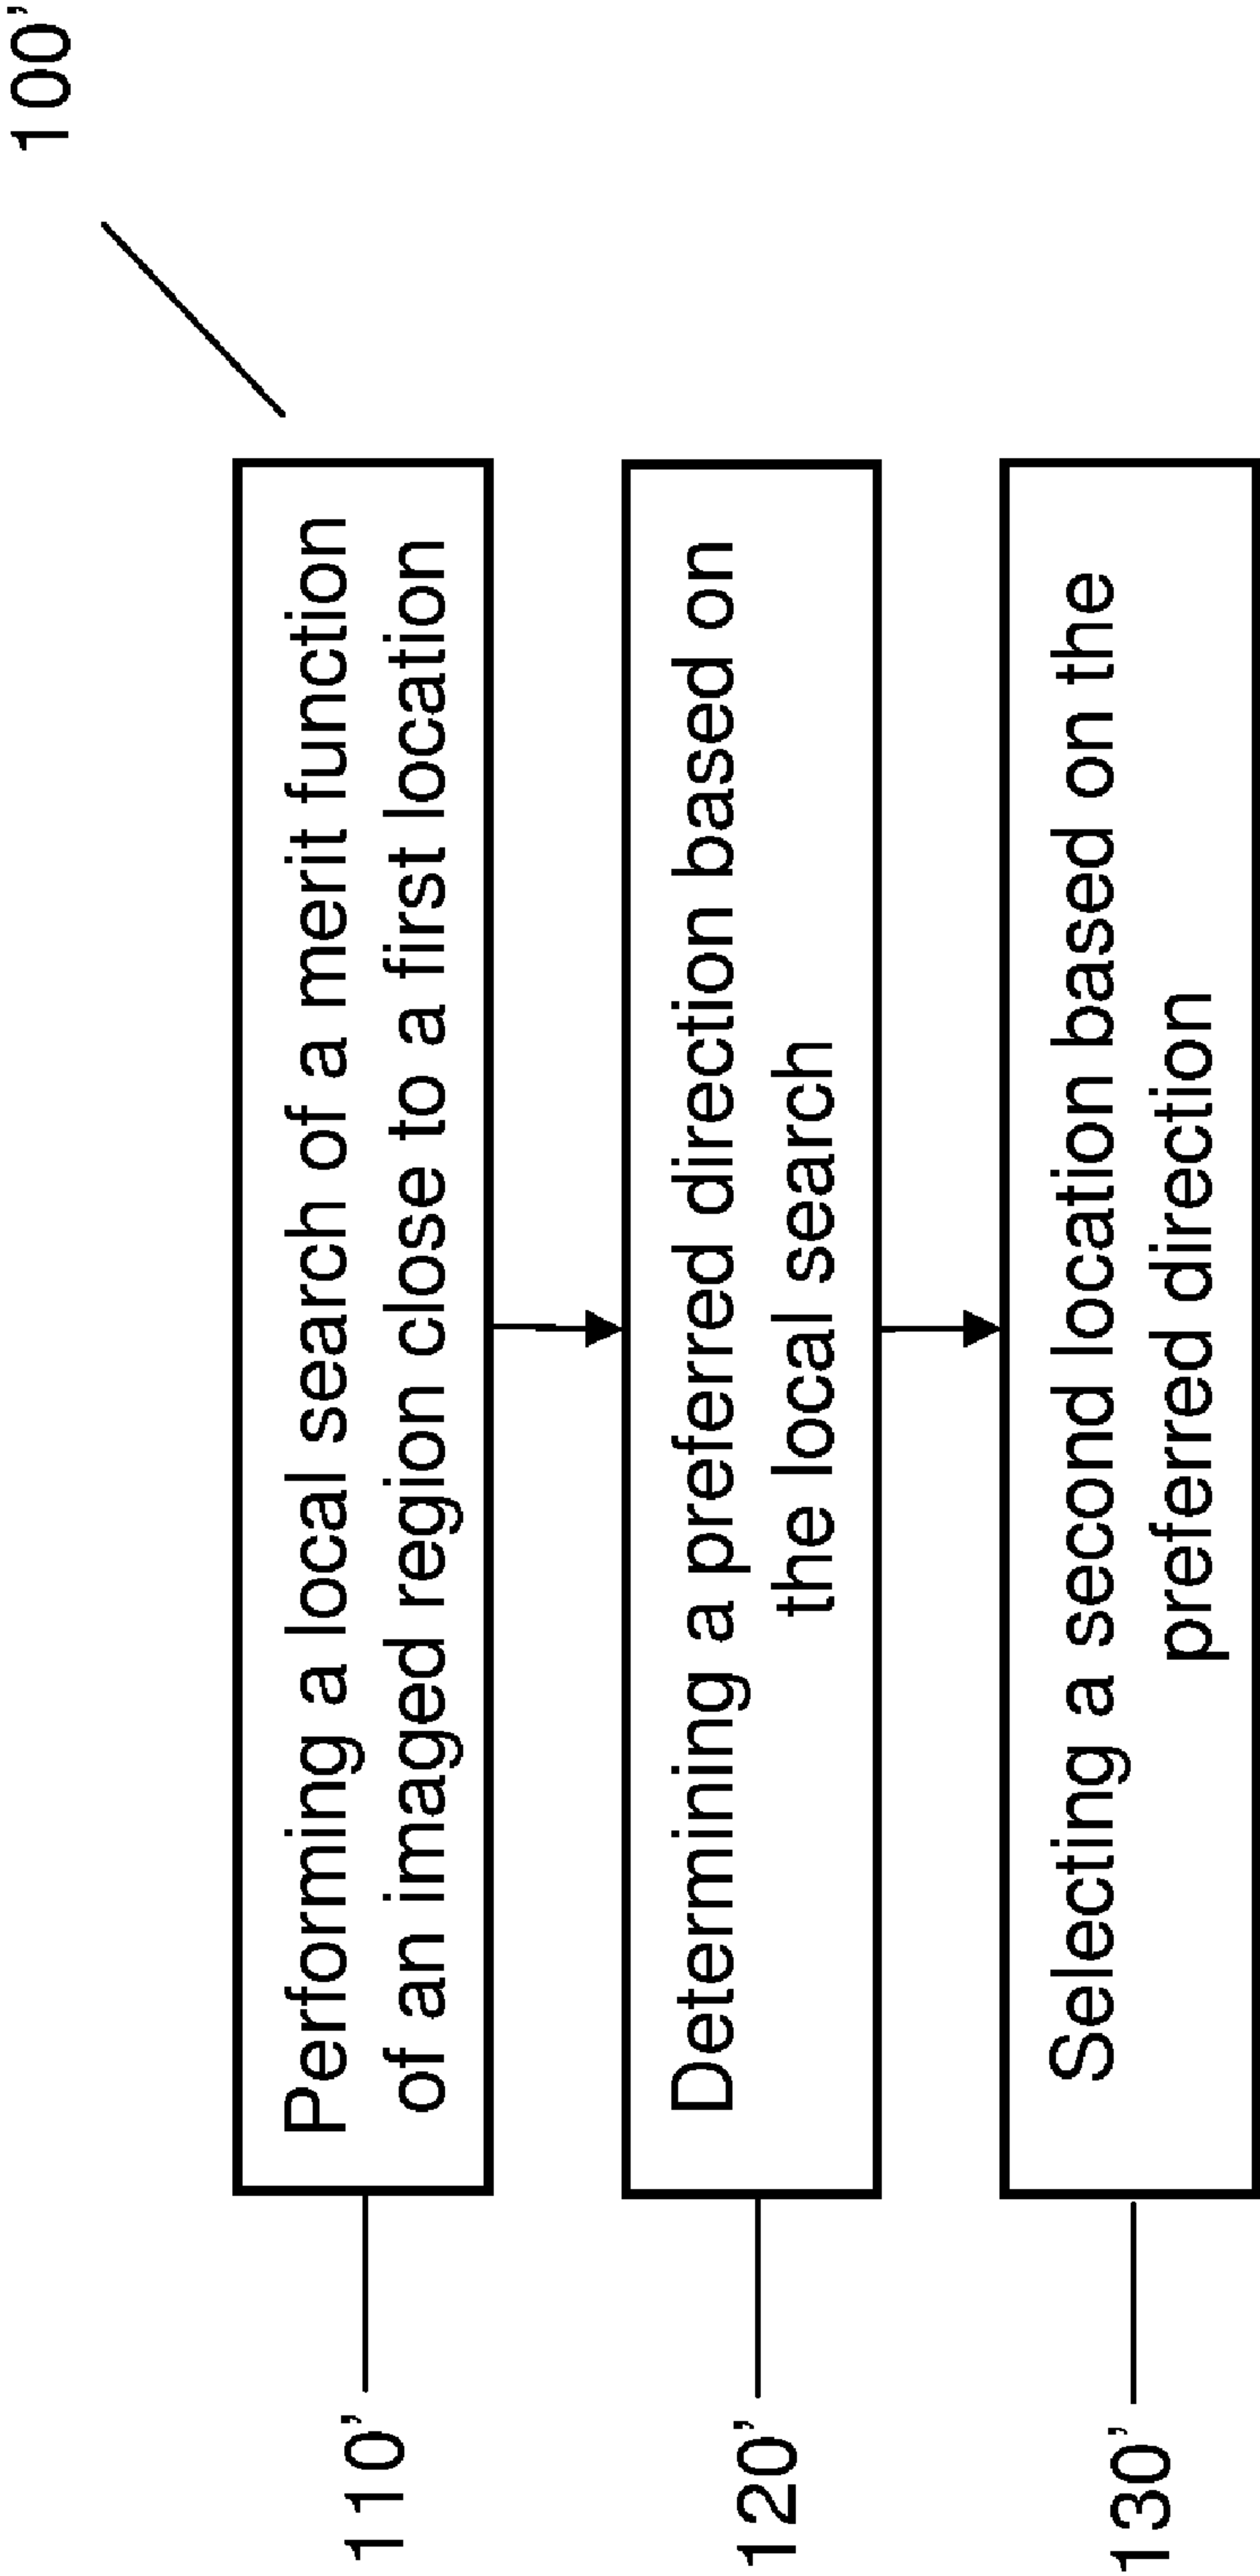 100’
110’
Performing a local search of a merit function
of an imaged region close to a first location
120’
Determining a preferred direction based on
the local search
130’
Selecting a second location based on the
preferred direction